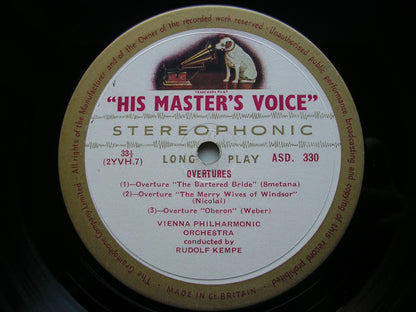 All rights of the Manufacturer and of the Owner of the recorded work reserved. Unauthorised public performance, broadcasting and copying of this record prohibited.
The Gramophone Company Limited.
TRADE MARK Regd
"HIS MASTER'S VOICE"
STEREOPHONIC
33⅓
(2YVH.7)
LONG PLAY
ASD. 330
OVERTURES
(1)—Overture "The Bartered Bride" (Smetana)
(2)—Overture "The Merry Wives of Windsor"
(Nicolai)
(3)—Overture "Oberon" (Weber)
VIENNA PHILHARMONIC
ORCHESTRA
conducted by
RUDOLF KEMPE
MADE IN GT. BRITAIN